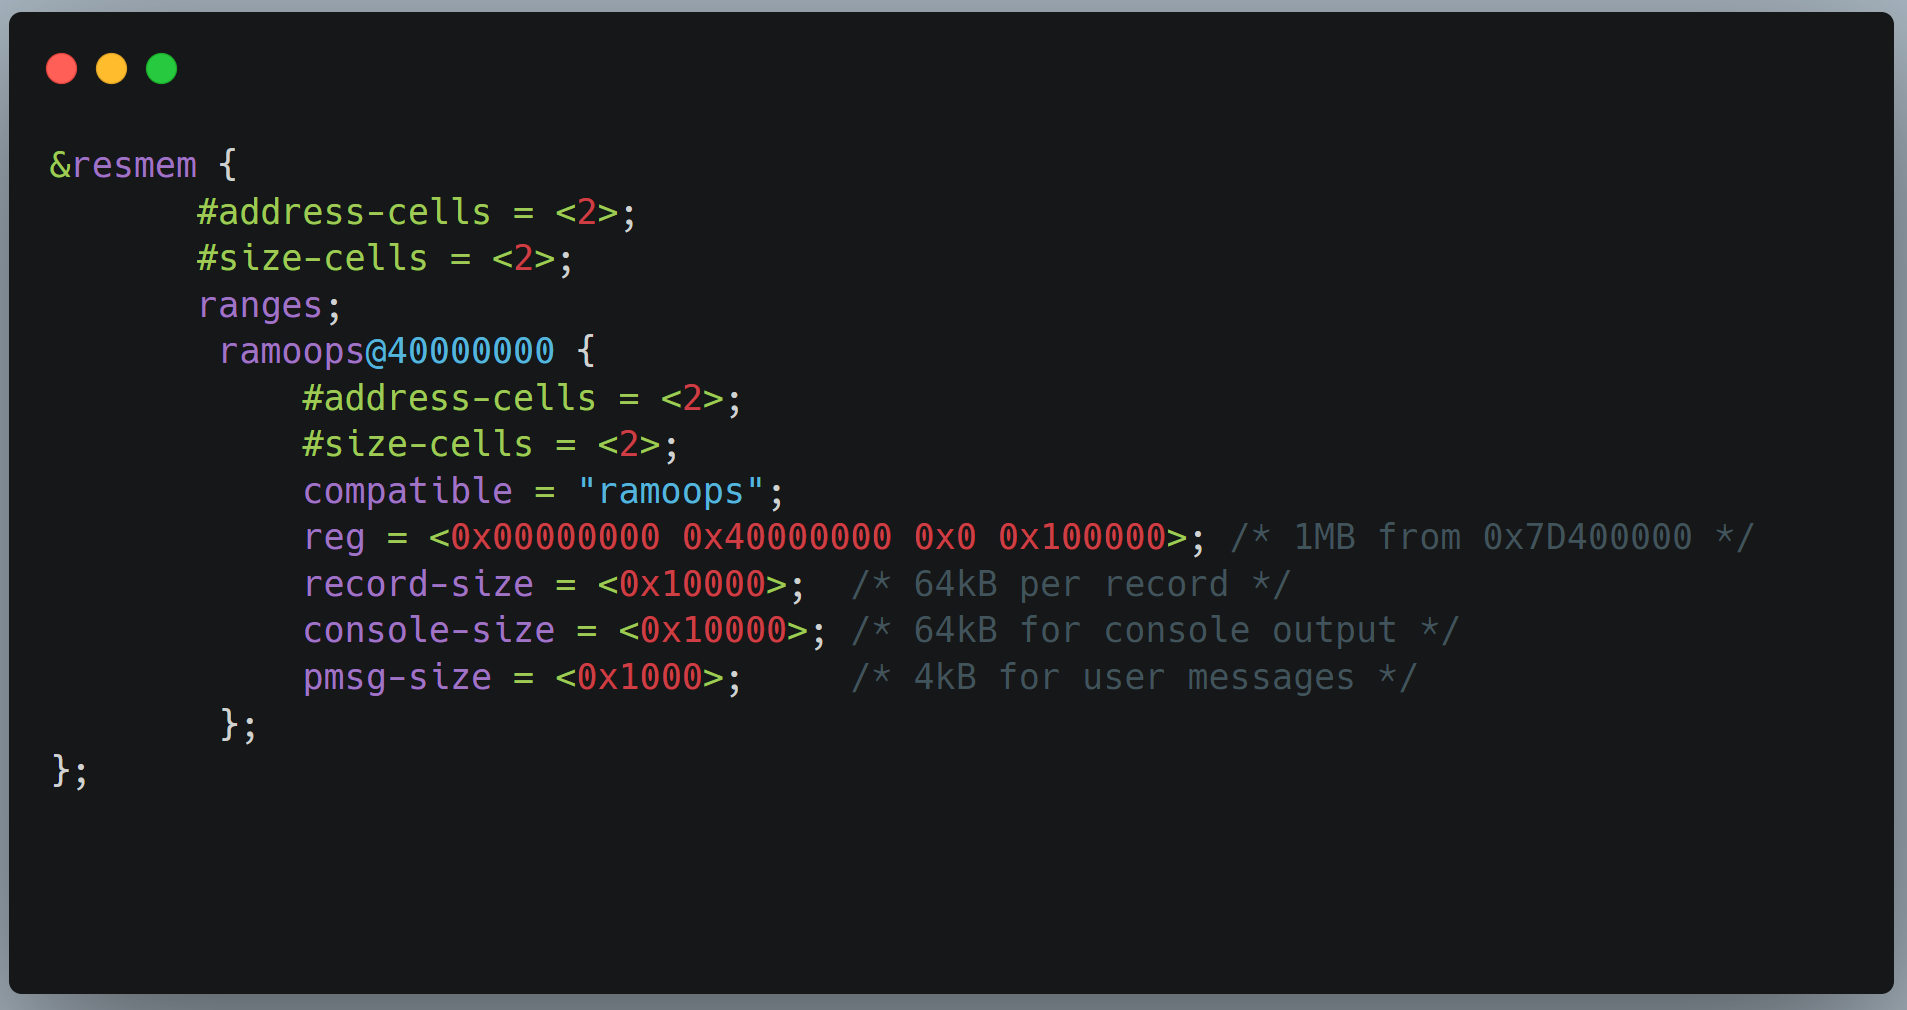 &resmem {
       #address-cells = <2>;
       #size-cells = <2>;
       ranges;
        ramoops@40000000 {
            #address-cells = <2>;
            #size-cells = <2>;
            compatible = "ramoops";
            reg = <0x00000000 0x40000000 0x0 0x100000>; /* 1MB from 0x7D400000 */
            record-size = <0x10000>;  /* 64kB per record */
            console-size = <0x10000>; /* 64kB for console output */
            pmsg-size = <0x1000>;     /* 4kB for user messages */
        };
};